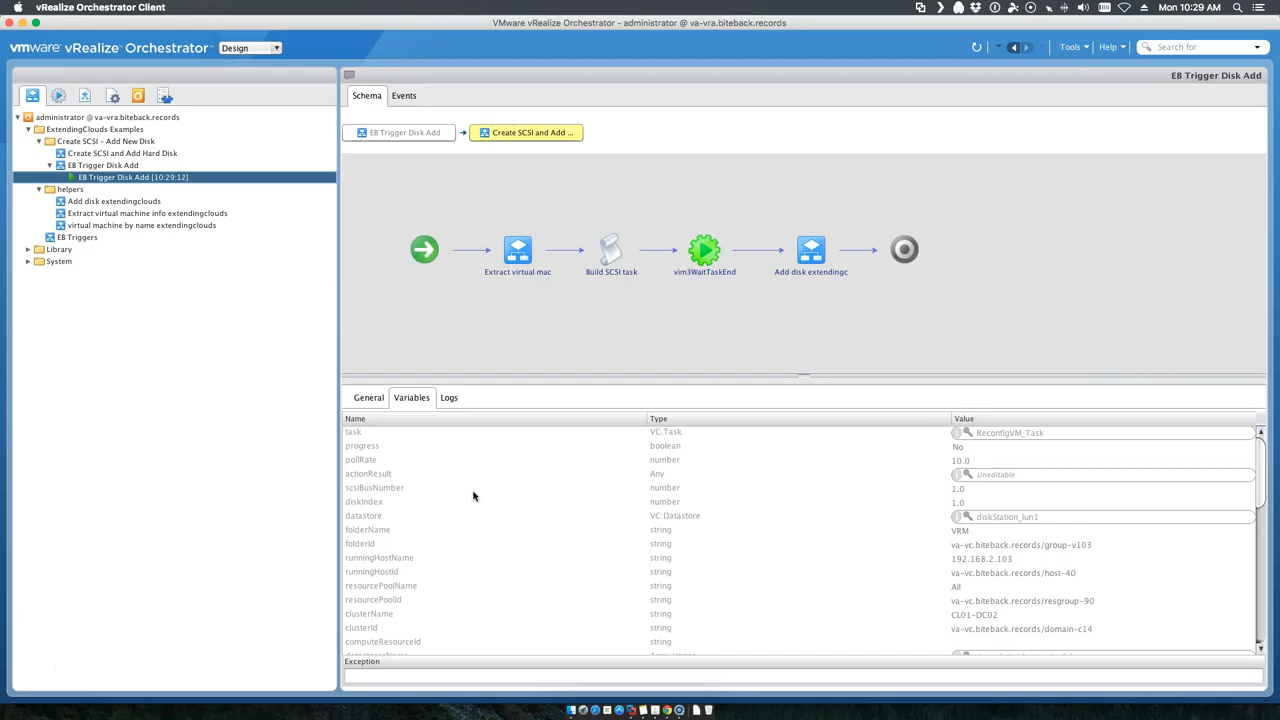 vRealize Orchestrator Client
Mon 10:29 AM
VMware vRealize Orchestrator - administrator @ va-vra.biteback.records
vmware vRealize Orchestrator
Design
Tools
Help
Search for
EB Trigger Disk Add
administrator @ va-vra.biteback.records
ExtendingClouds Examples
Create SCSI - Add New Disk
Create SCSI and Add Hard Disk
EB Trigger Disk Add
EB Trigger Disk Add [10:29:12]
helpers
Add disk extendingclouds
Extract virtual machine info extendingclouds
virtual machine by name extendingclouds
EB Triggers
Library
System
Schema Events
EB Trigger Disk Add
Create SCSI and Add ...
Extract virtual mac
Build SCSI task
vim3WaitTaskEnd
Add disk extendingc
General Variables Logs
Name Type Value
task VC:Task ReconfigVM_Task
progress boolean No
pollRate number 10.0
actionResult Any Uneditable
scsiBusNumber number 1.0
diskIndex number 1.0
datastore VC:Datastore diskStation_lun1
folderName string VRM
folderId string va-vc.biteback.records/group-v103
runningHostName string 192.168.2.103
runningHostId string va-vc.biteback.records/host-40
resourcePoolName string All
resourcePoolId string va-vc.biteback.records/resgroup-90
clusterName string CL01-DC02
clusterId string va-vc.biteback.records/domain-c14
computeResourceId string
Exception